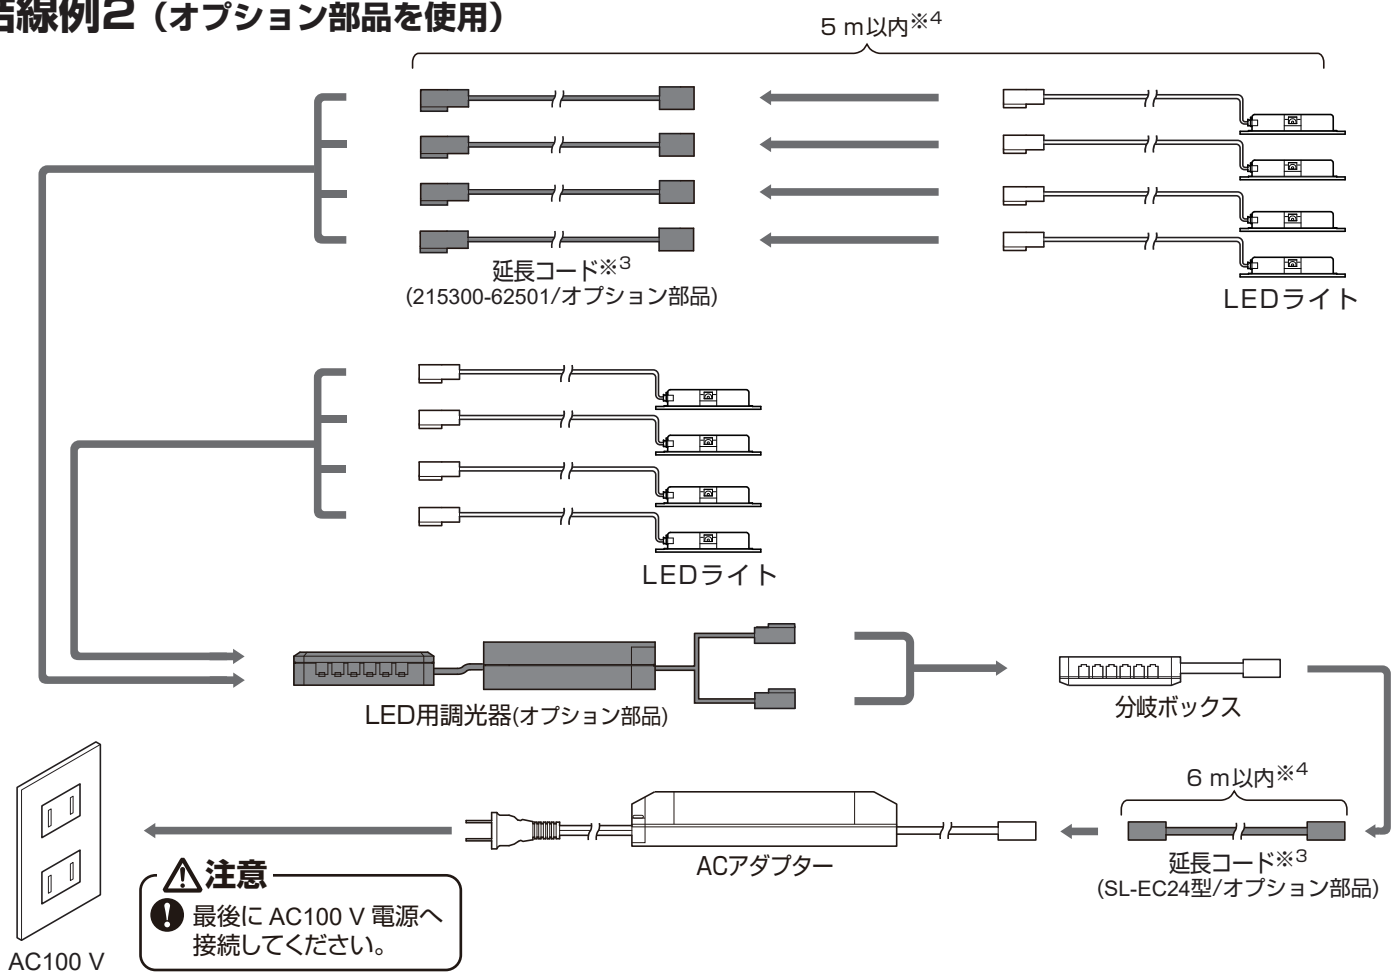 結線例2（オプション部品を使用）
5 m以内※4
延長コード※3
(215300-62501/オプション部品)
LEDライト
LEDライト
LED用調光器(オプション部品)
分岐ボックス
6 m以内※4
延長コード※3
(SL-EC24型/オプション部品)
ACアダプター
注意
最後に AC100 V 電源へ
接続してください。
AC100 V